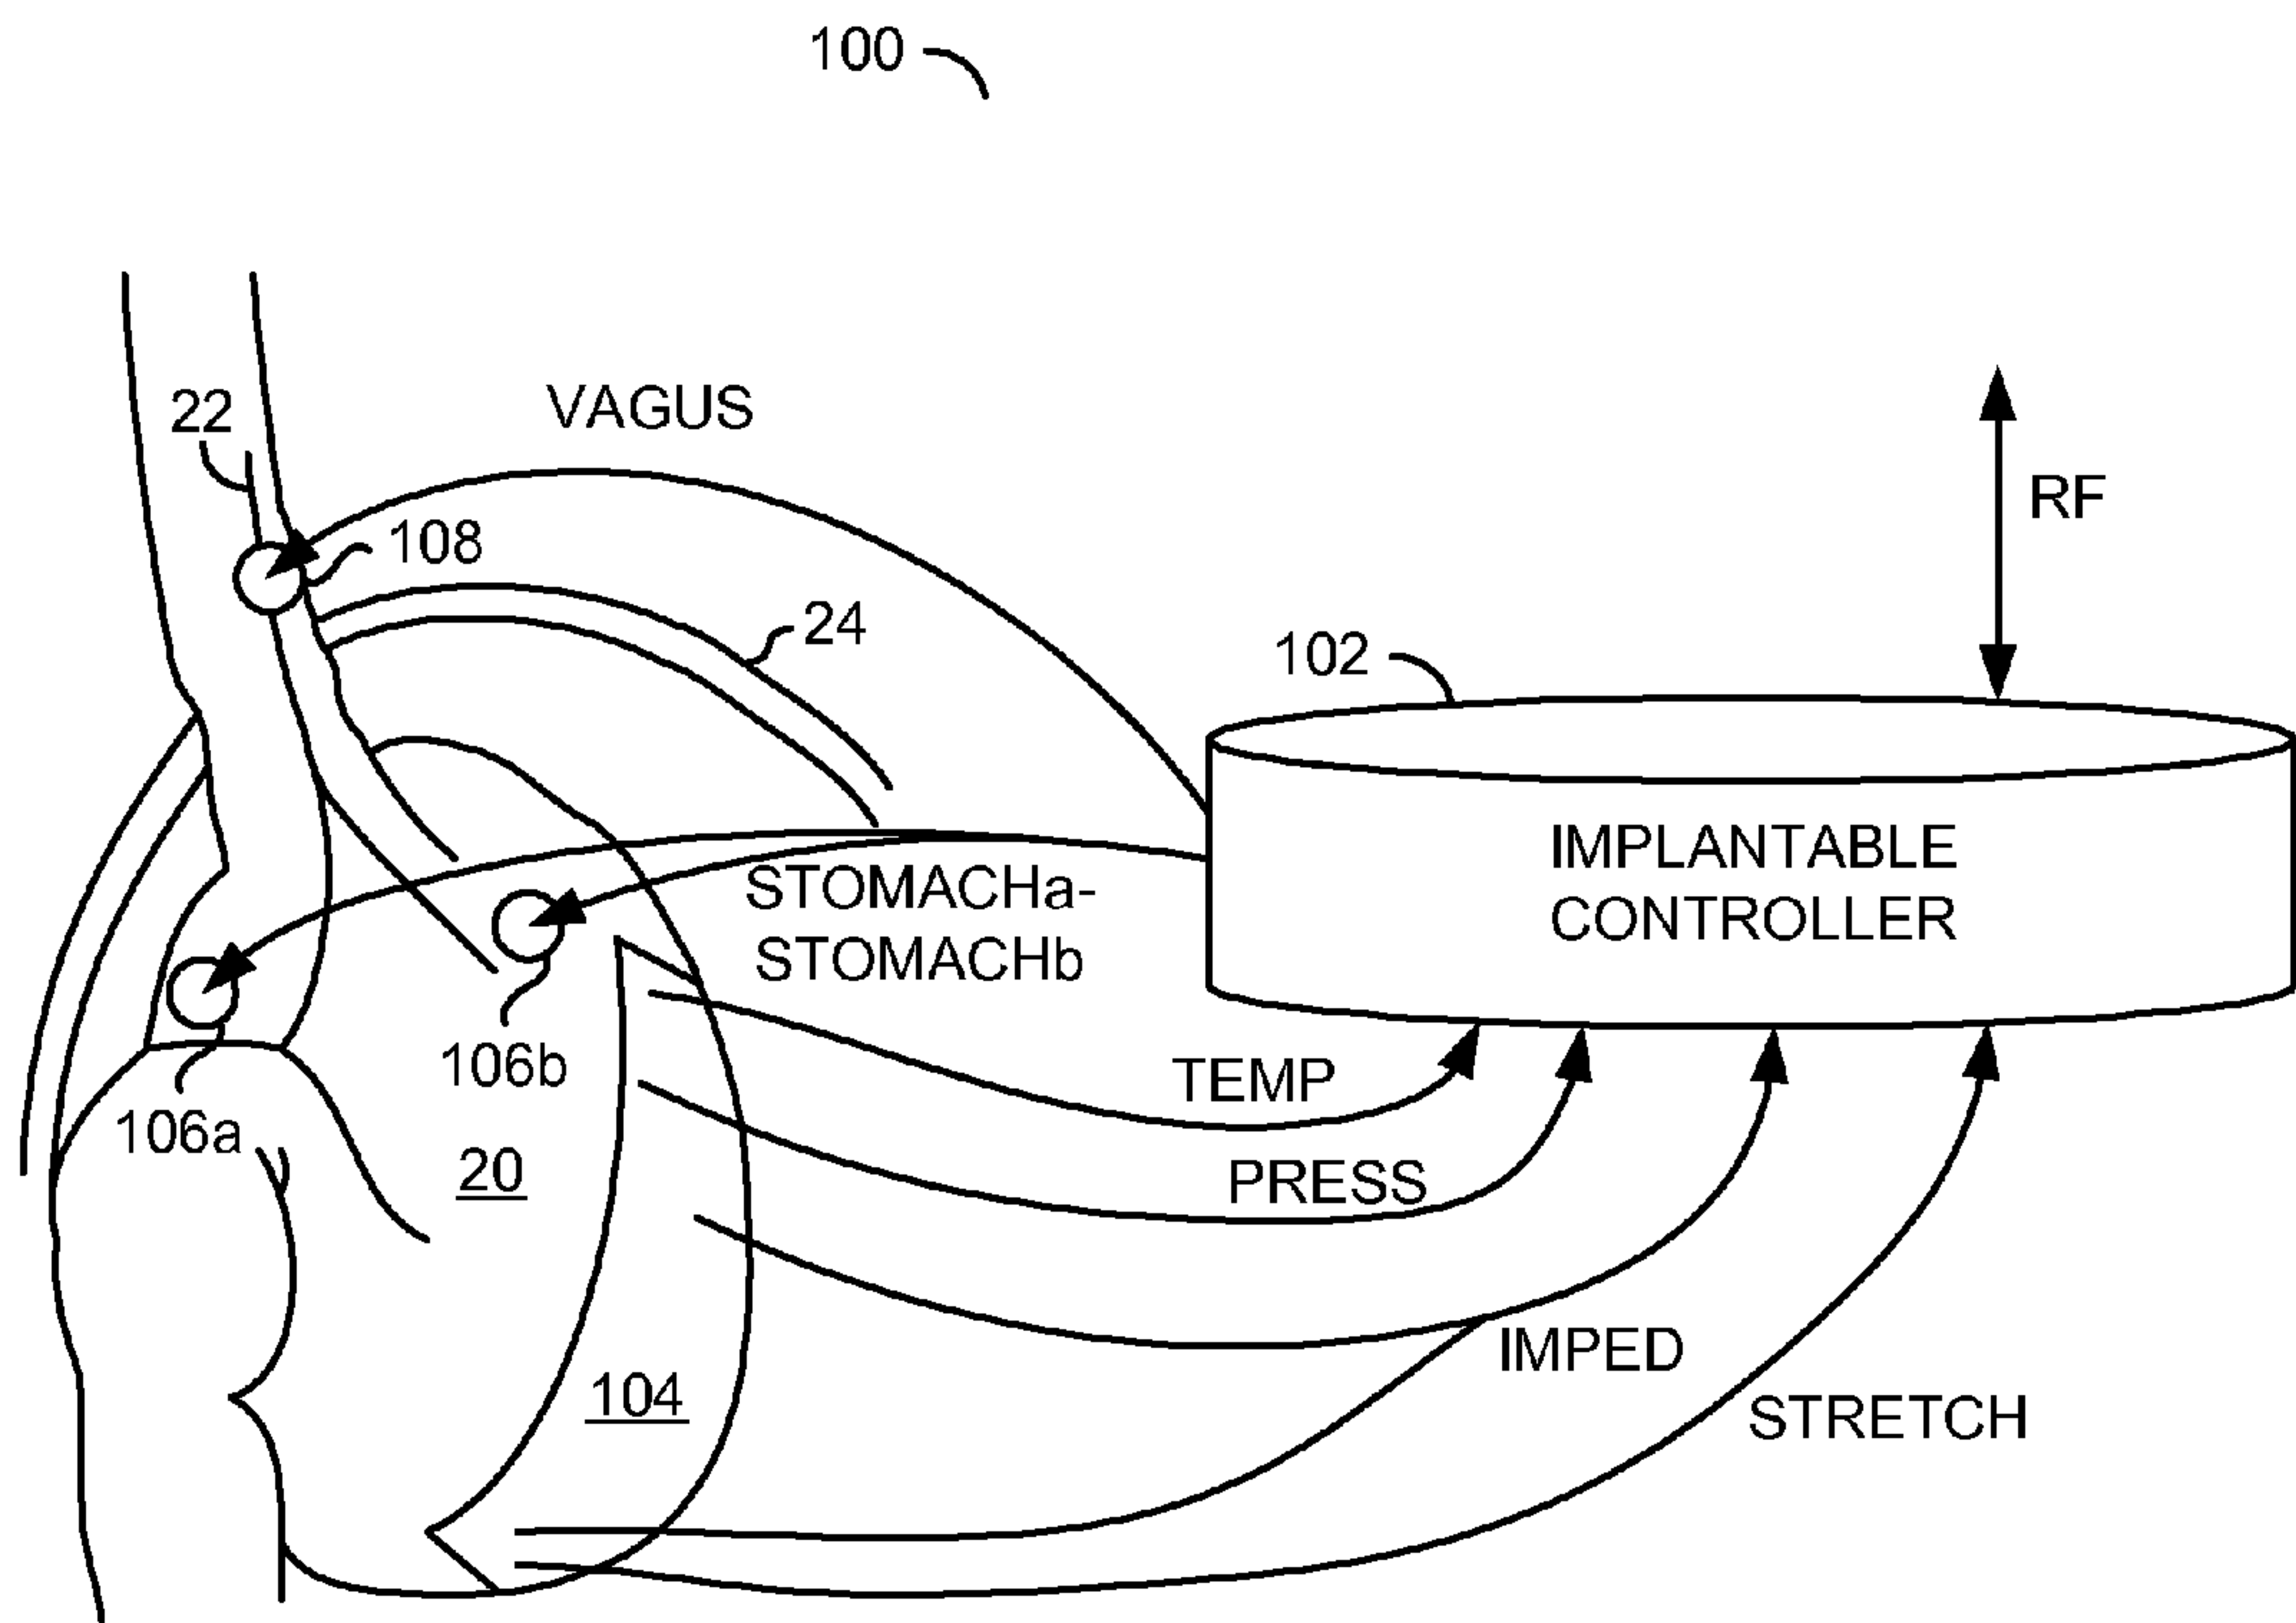 100
22
VAGUS
RF
108
24
102
IMPLANTABLE
CONTROLLER
STOMACHa-
STOMACHb
106b
TEMP
106a
20
PRESS
IMPED
104
STRETCH